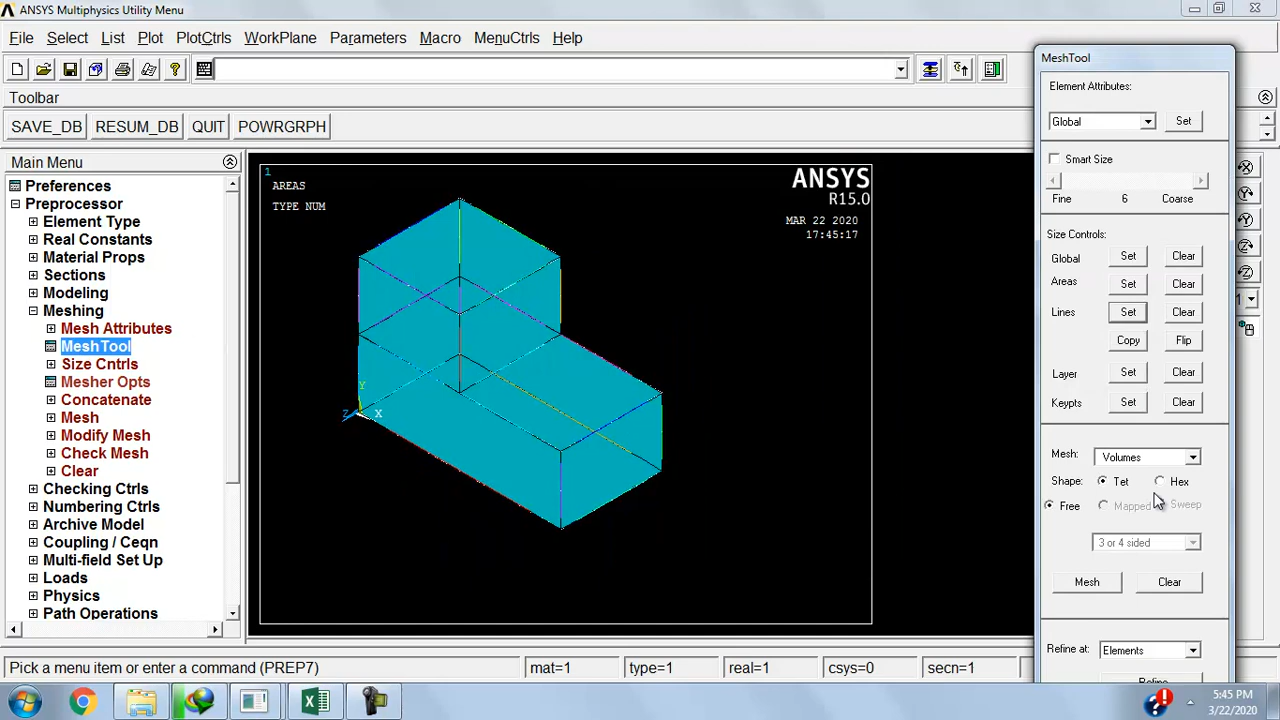 ANSYS Multiphysics Utility Menu
File Select List Plot PlotCtrls WorkPlane Parameters Macro MenuCtrls Help
Toolbar
SAVE_DB RESUM_DB QUIT POWRGRPH
Main Menu
Preferences
Preprocessor
Element Type
Real Constants
Material Props
Sections
Modeling
Meshing
Mesh Attributes
MeshTool
Size Cntrls
Mesher Opts
Concatenate
Mesh
Modify Mesh
Check Mesh
Clear
Checking Ctrls
Numbering Ctrls
Archive Model
Coupling / Ceqn
Multi-field Set Up
Loads
Physics
Path Operations
1
AREAS
TYPE NUM
ANSYS
R15.0
MAR 22 2020
17:45:17
Y
Z X
MeshTool
Element Attributes:
Global Set
Smart Size
Fine 6 Coarse
Size Controls:
Global Set Clear
Areas Set Clear
Lines Set Clear
Copy Flip
Layer Set Clear
Keypts Set Clear
Mesh: Volumes
Shape: Tet Hex
Free Mapped Sweep
3 or 4 sided
Mesh Clear
Refine at: Elements
Refine
1
Pick a menu item or enter a command (PREP7) mat=1 type=1 real=1 csys=0 secn=1
5:45 PM
3/22/2020